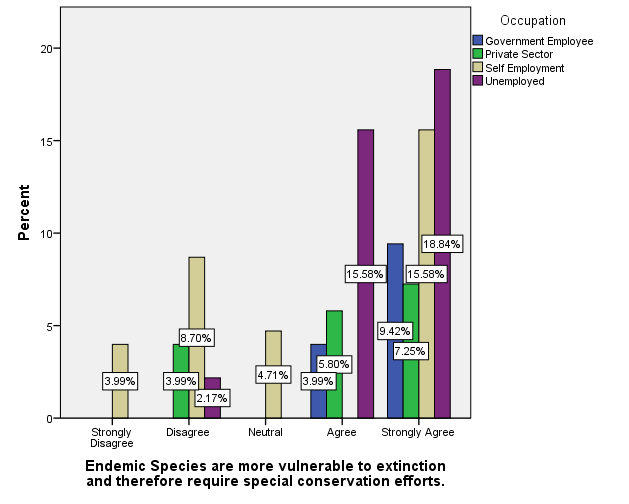 Occupation
Government Employee
Private Sector
Self Employment
Unemployed
Percent
20
15
10
5
0
18.84%
15.58%
15.58%
9.42%
7.25%
8.70%
5.80%
4.71%
3.99%
3.99%
2.17%
3.99%
Strongly Disagree
Disagree
Neutral
Agree
Strongly Agree
Endemic Species are more vulnerable to extinction
and therefore require special conservation efforts.